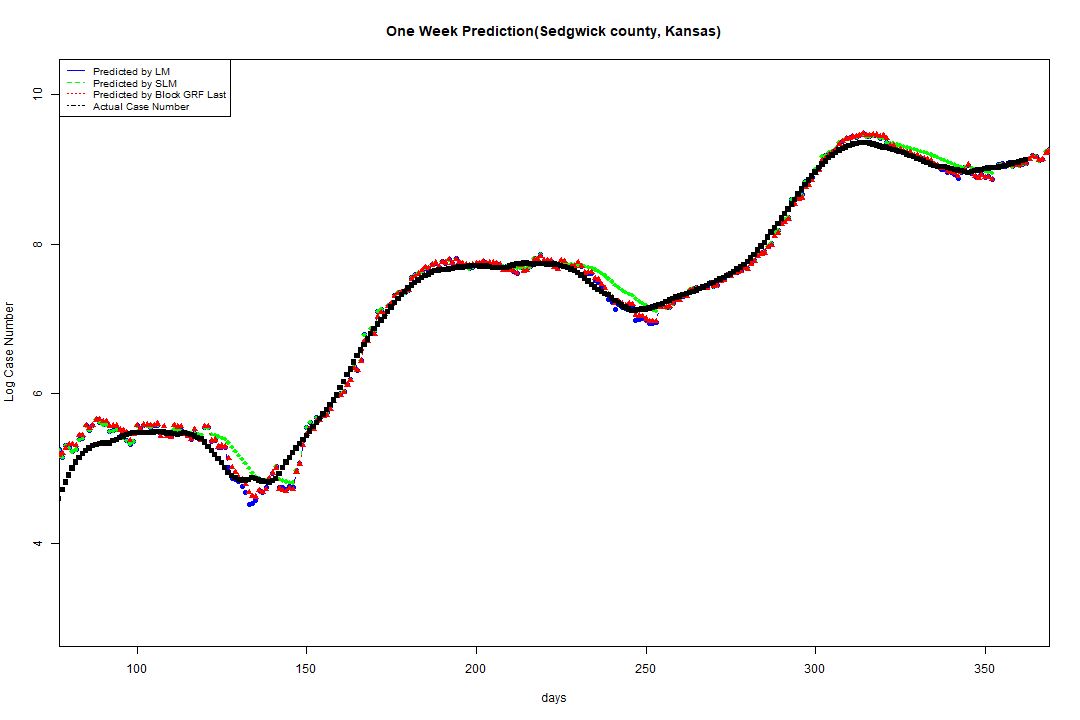 One Week Prediction(Sedgwick county, Kansas)
Predicted by LM
Predicted by SLM
Predicted by Block GRF Last
Actual Case Number
10
8
6
4
Log Case Number
100 150 200 250 300 350
days